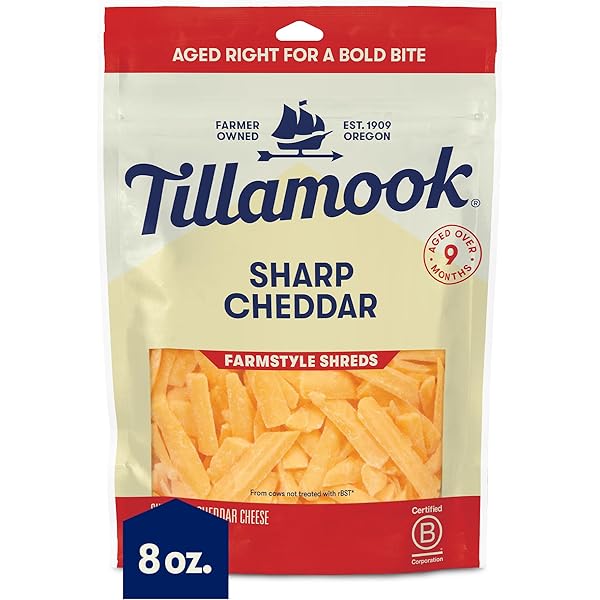 AGED RIGHT FOR A BOLD BITE
FARMER OWNED
EST. 1909 OREGON
Tillamook®
AGED OVER 9 MONTHS
SHARP
CHEDDAR
FARMSTYLE SHREDS
From cows not treated with rBST*
CHEDDAR CHEESE
Certified
B
Corporation
8 oz.